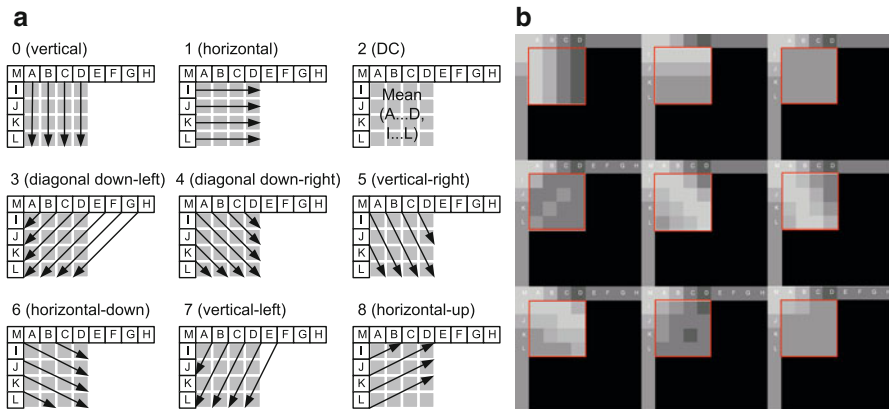 a
0 (vertical)
M A B C D E F G H
I
J
K
L
1 (horizontal)
M A B C D E F G H
I
J
K
L
2 (DC)
M A B C D E F G H
I
J
K
L
Mean
(A...D,
I...L)
3 (diagonal down-left)
M A B C D E F G H
I
J
K
L
4 (diagonal down-right)
M A B C D E F G H
I
J
K
L
5 (vertical-right)
M A B C D E F G H
I
J
K
L
6 (horizontal-down)
M A B C D E F G H
I
J
K
L
7 (vertical-left)
M A B C D E F G H
I
J
K
L
8 (horizontal-up)
M A B C D E F G H
I
J
K
L
b